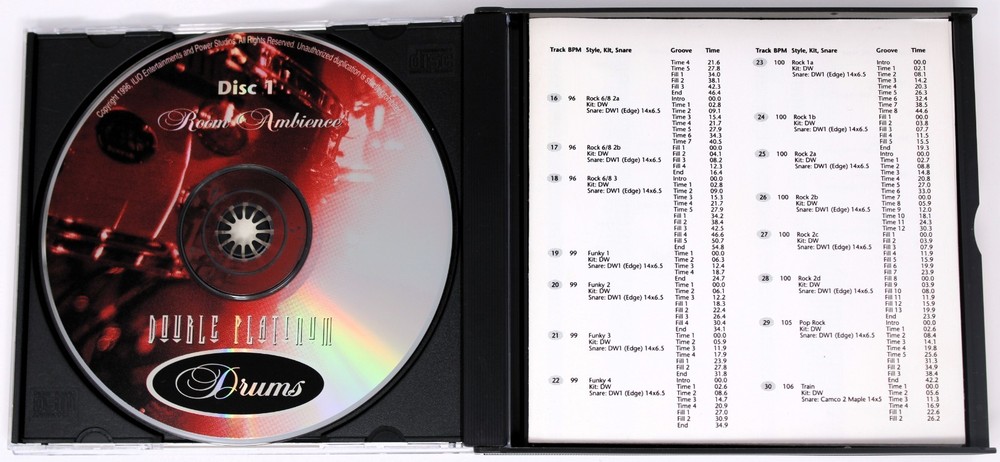 Copyright 1996, ILIO Entertainments and Power Studios. All Rights Reserved. Unauthorized duplication is
Disc 1
Room Ambience
DOUBLE PLATINUM
Drums
Track BPM Style, Kit, Snare Groove Time
Time 4 21.6
Time 5 27.8
Fill 1 34.0
Fill 2 38.1
Fill 3 42.3
End 46.4
16 96 Rock 6/8 2a Intro 00.0
Kit: DW Time 1 02.8
Snare: DW1 (Edge) 14x6.5 Time 2 09.1
Time 3 15.4
Time 4 21.7
Time 5 27.9
Time 6 34.3
Time 7 40.5
17 96 Rock 6/8 2b Fill 1 00.0
Kit: DW Fill 2 04.1
Snare: DW1 (Edge) 14x6.5 Fill 3 08.2
Fill 4 12.3
End 16.4
18 96 Rock 6/8 3 Intro 00.0
Kit: DW Time 1 02.8
Snare: DW1 (Edge) 14x6.5 Time 2 09.0
Time 3 15.3
Time 4 21.7
Time 5 27.9
Fill 1 34.2
Fill 2 38.4
Fill 3 42.5
Fill 4 46.6
Fill 5 50.7
End 54.8
19 99 Funky 1 Time 1 00.0
Kit: DW Time 2 06.3
Snare: DW1 (Edge) 14x6.5 Time 3 12.4
Time 4 18.7
End 24.7
20 99 Funky 2 Time 1 00.0
Kit: DW Time 2 06.1
Snare: DW1 (Edge) 14x6.5 Time 3 12.2
Fill 1 18.3
Fill 2 22.4
Fill 3 26.4
Fill 4 30.4
End 34.1
21 99 Funky 3 Time 1 00.0
Kit: DW Time 2 05.9
Snare: DW1 (Edge) 14x6.5 Time 3 11.9
Time 4 17.9
Fill 1 23.9
Fill 2 27.8
End 31.8
22 99 Funky 4 Intro 00.0
Kit: DW Time 1 02.6
Snare: DW1 (Edge) 14x6.5 Time 2 08.6
Time 3 14.7
Time 4 20.9
Fill 1 27.0
Fill 2 30.9
End 34.9
Track BPM Style, Kit, Snare Groove Time
23 100 Rock 1a Intro 00.0
Kit: DW Time 1 02.1
Snare: DW1 (Edge) 14x6.5 Time 2 08.1
Time 3 14.2
Time 4 20.3
Time 5 26.3
Time 6 32.4
Time 7 38.5
Time 8 44.6
24 100 Rock 1b Fill 1 00.0
Kit: DW Fill 2 03.8
Snare: DW1 (Edge) 14x6.5 Fill 3 07.7
Fill 4 11.5
Fill 5 15.5
End 19.3
25 100 Rock 2a Intro 00.0
Kit: DW Time 1 02.7
Snare: DW1 (Edge) 14x6.5 Time 2 08.8
Time 3 14.8
Time 4 20.8
Time 5 27.0
Time 6 33.0
26 100 Rock 2b Time 7 00.0
Kit: DW Time 8 05.9
Snare: DW1 (Edge) 14x6.5 Time 9 12.0
Time 10 18.1
Time 11 24.3
Time 12 30.3
27 100 Rock 2c Fill 1 00.0
Kit: DW Fill 2 03.9
Snare: DW1 (Edge) 14x6.5 Fill 3 07.9
Fill 4 11.9
Fill 5 15.9
Fill 6 19.9
Fill 7 23.9
28 100 Rock 2d Fill 8 00.0
Kit: DW Fill 9 03.9
Snare: DW1 (Edge) 14x6.5 Fill 10 08.0
Fill 11 11.9
Fill 12 15.9
Fill 13 19.9
End 23.9
29 105 Pop Rock Intro 00.0
Kit: DW Time 1 02.6
Snare: DW1 (Edge) 14x6.5 Time 2 08.4
Time 3 14.1
Time 4 19.8
Time 5 25.6
Fill 1 31.3
Fill 2 34.9
Fill 3 38.4
End 42.2
30 106 Train Time 1 00.0
Kit: DW Time 2 05.6
Snare: Camco 2 Maple 14x5 Time 3 11.3
Time 4 16.9
Fill 1 22.6
Fill 2 26.2